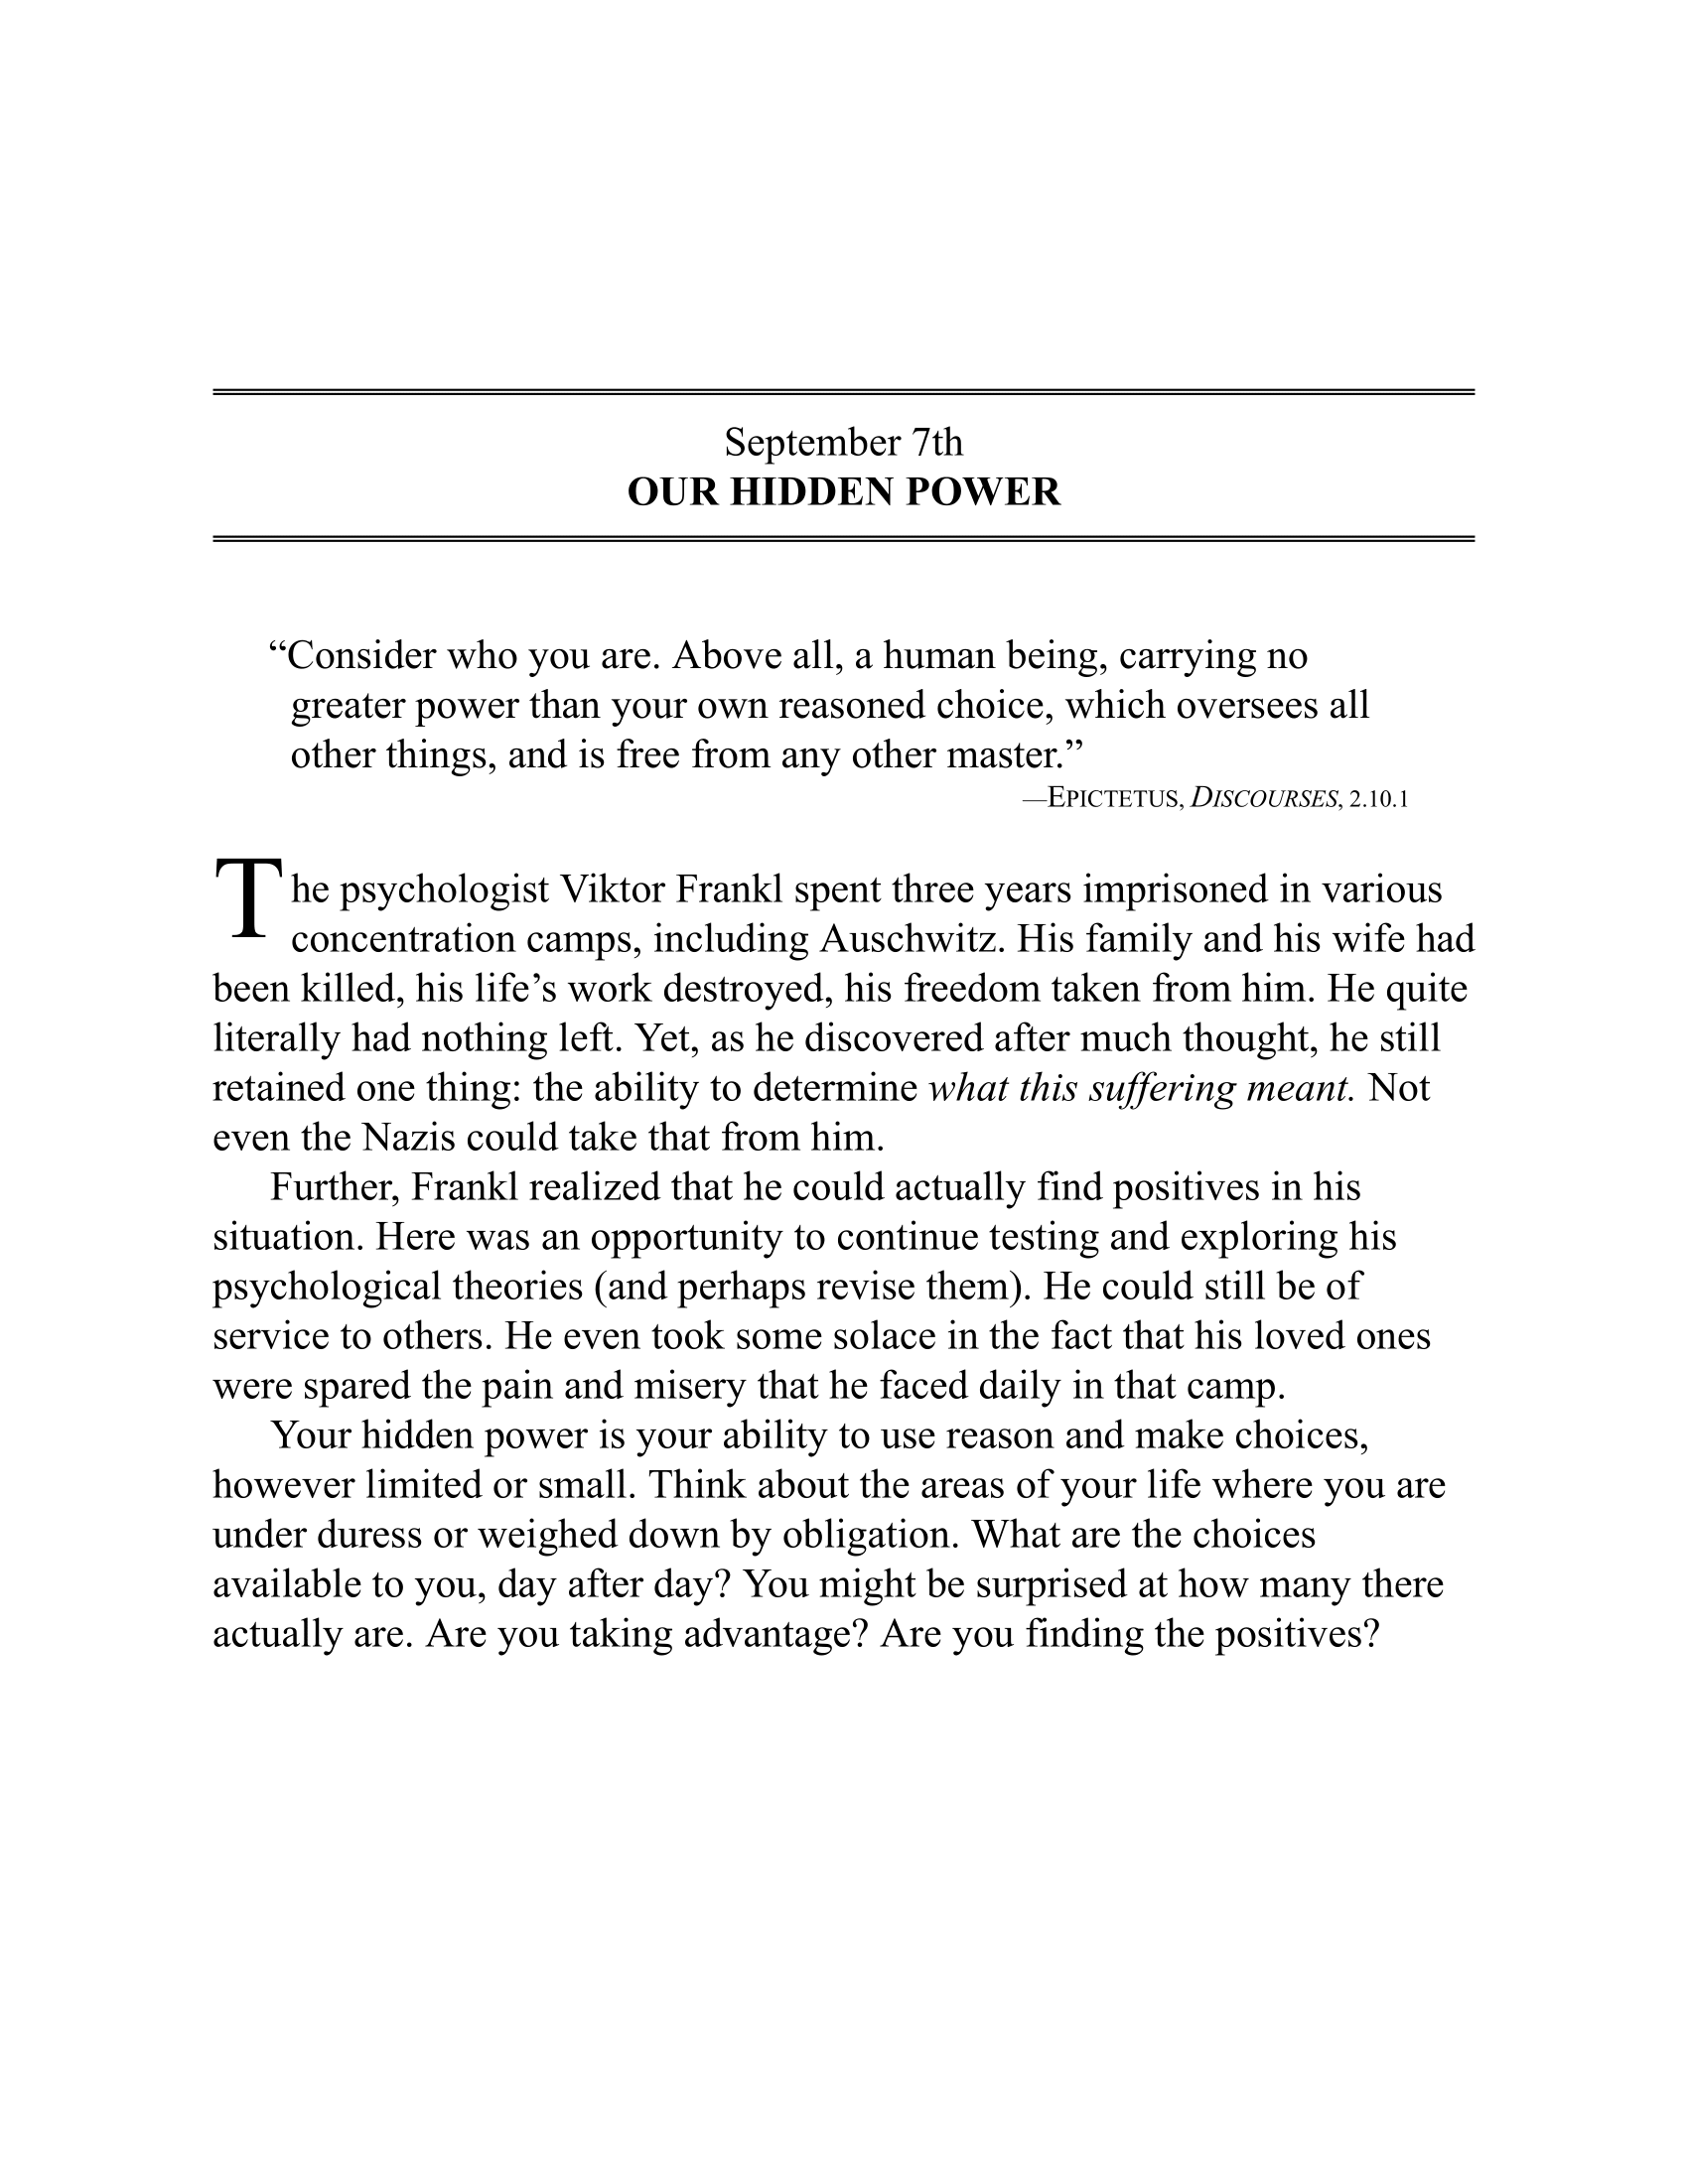 September 7th
OUR HIDDEN POWER
“Consider who you are. Above all, a human being, carrying no
greater power than your own reasoned choice, which oversees all
other things, and is free from any other master.”
—EPICTETUS, DISCOURSES, 2.10.1
The psychologist Viktor Frankl spent three years imprisoned in various
concentration camps, including Auschwitz. His family and his wife had
been killed, his life’s work destroyed, his freedom taken from him. He quite
literally had nothing left. Yet, as he discovered after much thought, he still
retained one thing: the ability to determine what this suffering meant. Not
even the Nazis could take that from him.
Further, Frankl realized that he could actually find positives in his
situation. Here was an opportunity to continue testing and exploring his
psychological theories (and perhaps revise them). He could still be of
service to others. He even took some solace in the fact that his loved ones
were spared the pain and misery that he faced daily in that camp.
Your hidden power is your ability to use reason and make choices,
however limited or small. Think about the areas of your life where you are
under duress or weighed down by obligation. What are the choices
available to you, day after day? You might be surprised at how many there
actually are. Are you taking advantage? Are you finding the positives?